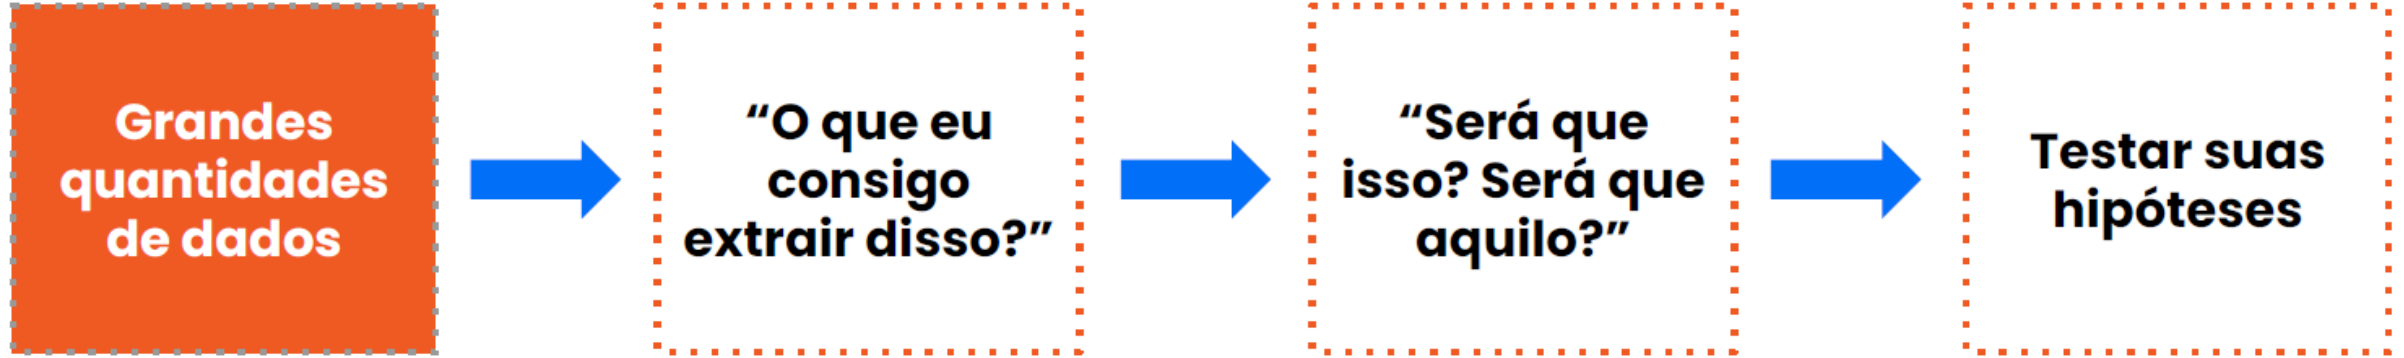 Grandes
quantidades
de dados
“O que eu
consigo
extrair disso?”
“Será que
isso? Será que
aquilo?”
Testar suas
hipóteses